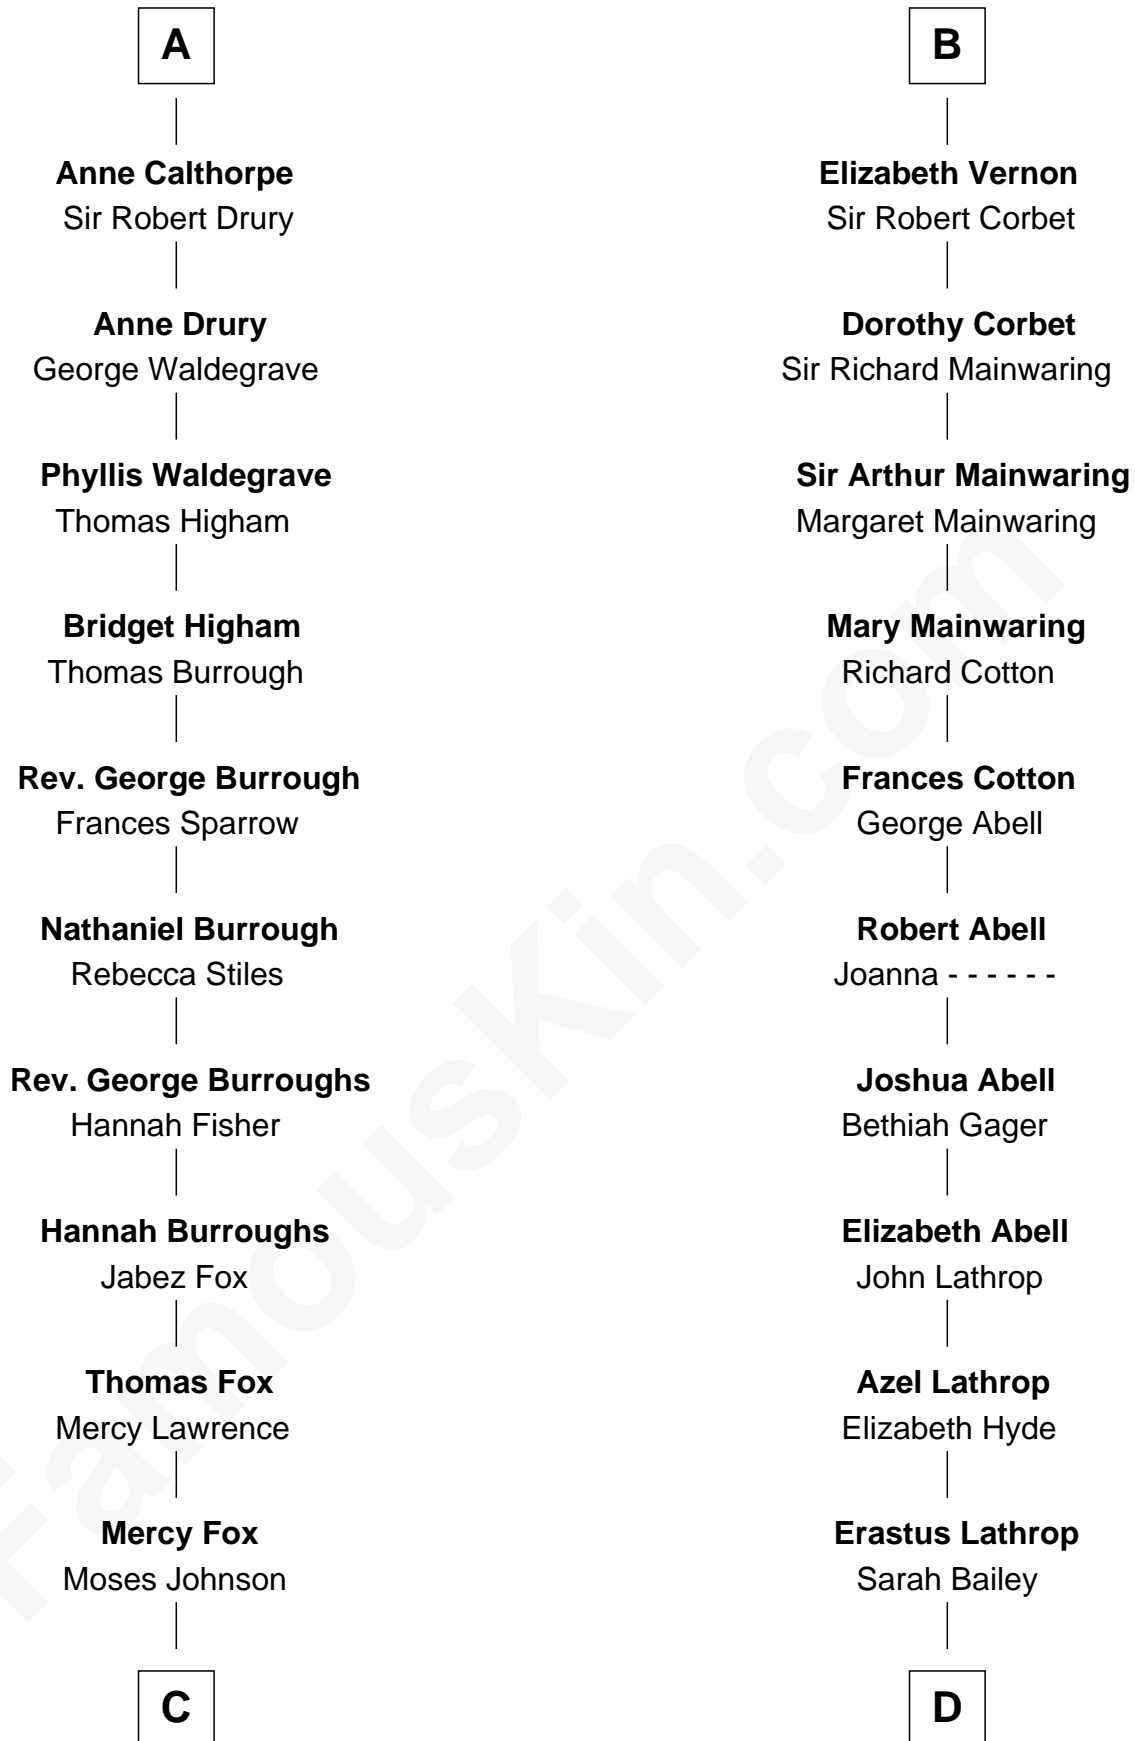 A
Anne Calthorpe
Sir Robert Drury
Anne Drury
George Waldegrave
Phyllis Waldegrave
Thomas Higham
Bridget Higham
Thomas Burrough
Rev. George Burrough
Frances Sparrow
Nathaniel Burrough
Rebecca Stiles
Rev. George Burroughs
Hannah Fisher
Hannah Burroughs
Jabez Fox
Thomas Fox
Mercy Lawrence
Mercy Fox
Moses Johnson
C
B
Elizabeth Vernon
Sir Robert Corbet
Dorothy Corbet
Sir Richard Mainwaring
Sir Arthur Mainwaring
Margaret Mainwaring
Mary Mainwaring
Richard Cotton
Frances Cotton
George Abell
Robert Abell
Joanna - - - - - -
Joshua Abell
Bethiah Gager
Elizabeth Abell
John Lathrop
Azel Lathrop
Elizabeth Hyde
Erastus Lathrop
Sarah Bailey
D
FamousKin.com